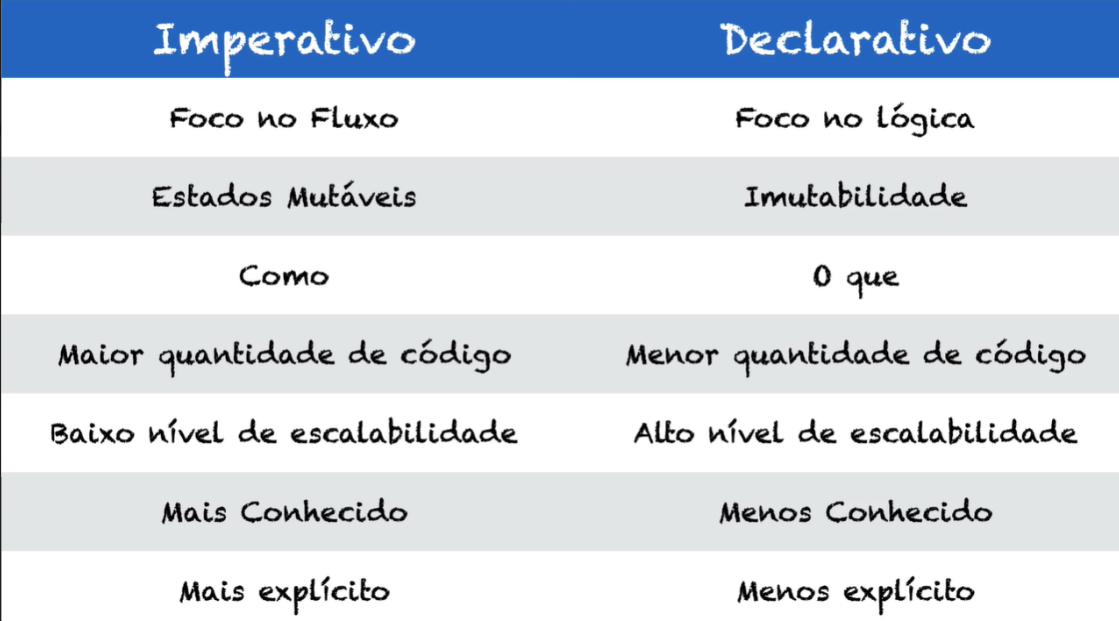 Imperativo Declarativo
Foco no Fluxo Foco no lógica
Estados Mutáveis Imutabilidade
Como O que
Maior quantidade de código Menor quantidade de código
Baixo nível de escalabilidade Alto nível de escalabilidade
Mais Conhecido Menos Conhecido
Mais explícito Menos explícito